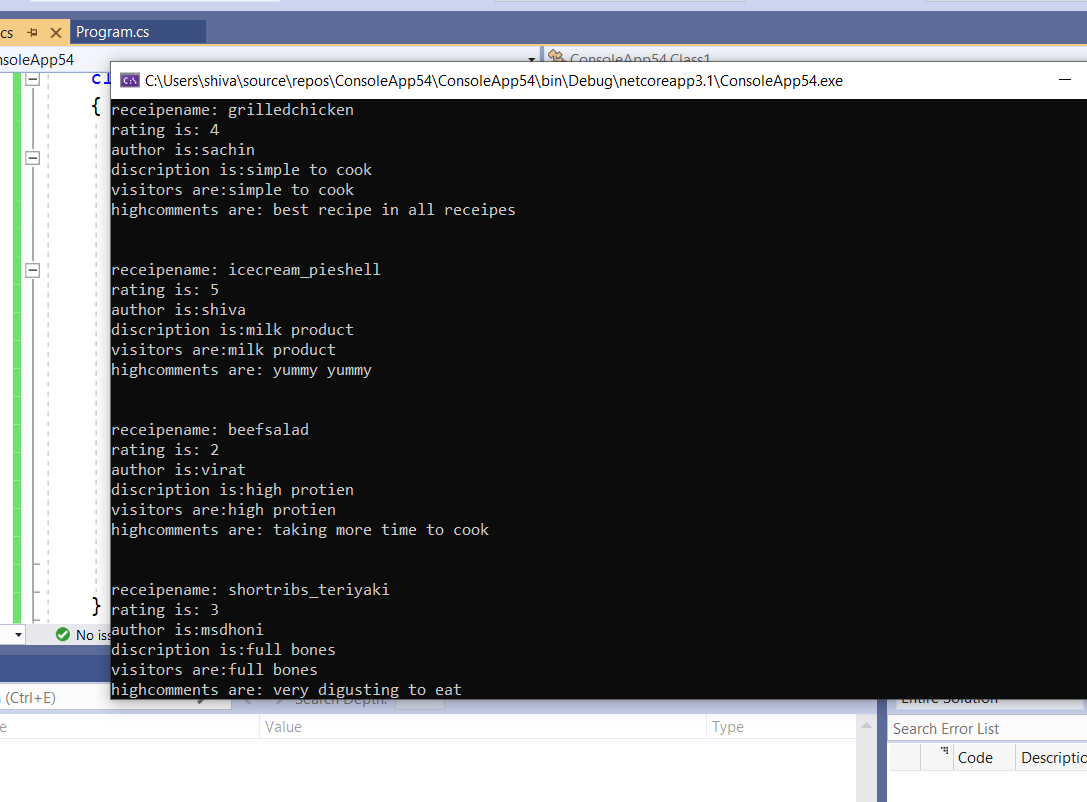 cs
Program.cs
nsoleApp54
ConsoleApp54.Class1
cl
{
C:\Users\shiva\source\repos\ConsoleApp54\ConsoleApp54\bin\Debug\netcoreapp3.1\ConsoleApp54.exe
receipename: grilledchicken
rating is: 4
author is:sachin
discription is:simple to cook
visitors are:simple to cook
highcomments are: best recipe in all receipes
receipename: icecream_pieshell
rating is: 5
author is:shiva
discription is:milk product
visitors are:milk product
highcomments are: yummy yummy
receipename: beefsalad
rating is: 2
author is:virat
discription is:high protien
visitors are:high protien
highcomments are: taking more time to cook
receipename: shortribs_teriyaki
rating is: 3
author is:msdhoni
discription is:full bones
visitors are:full bones
highcomments are: very digusting to eat
}
No iss
(Ctrl+E)
Search Depth:
Entire Solution
e
Value
Type
Search Error List
Code
Descriptio